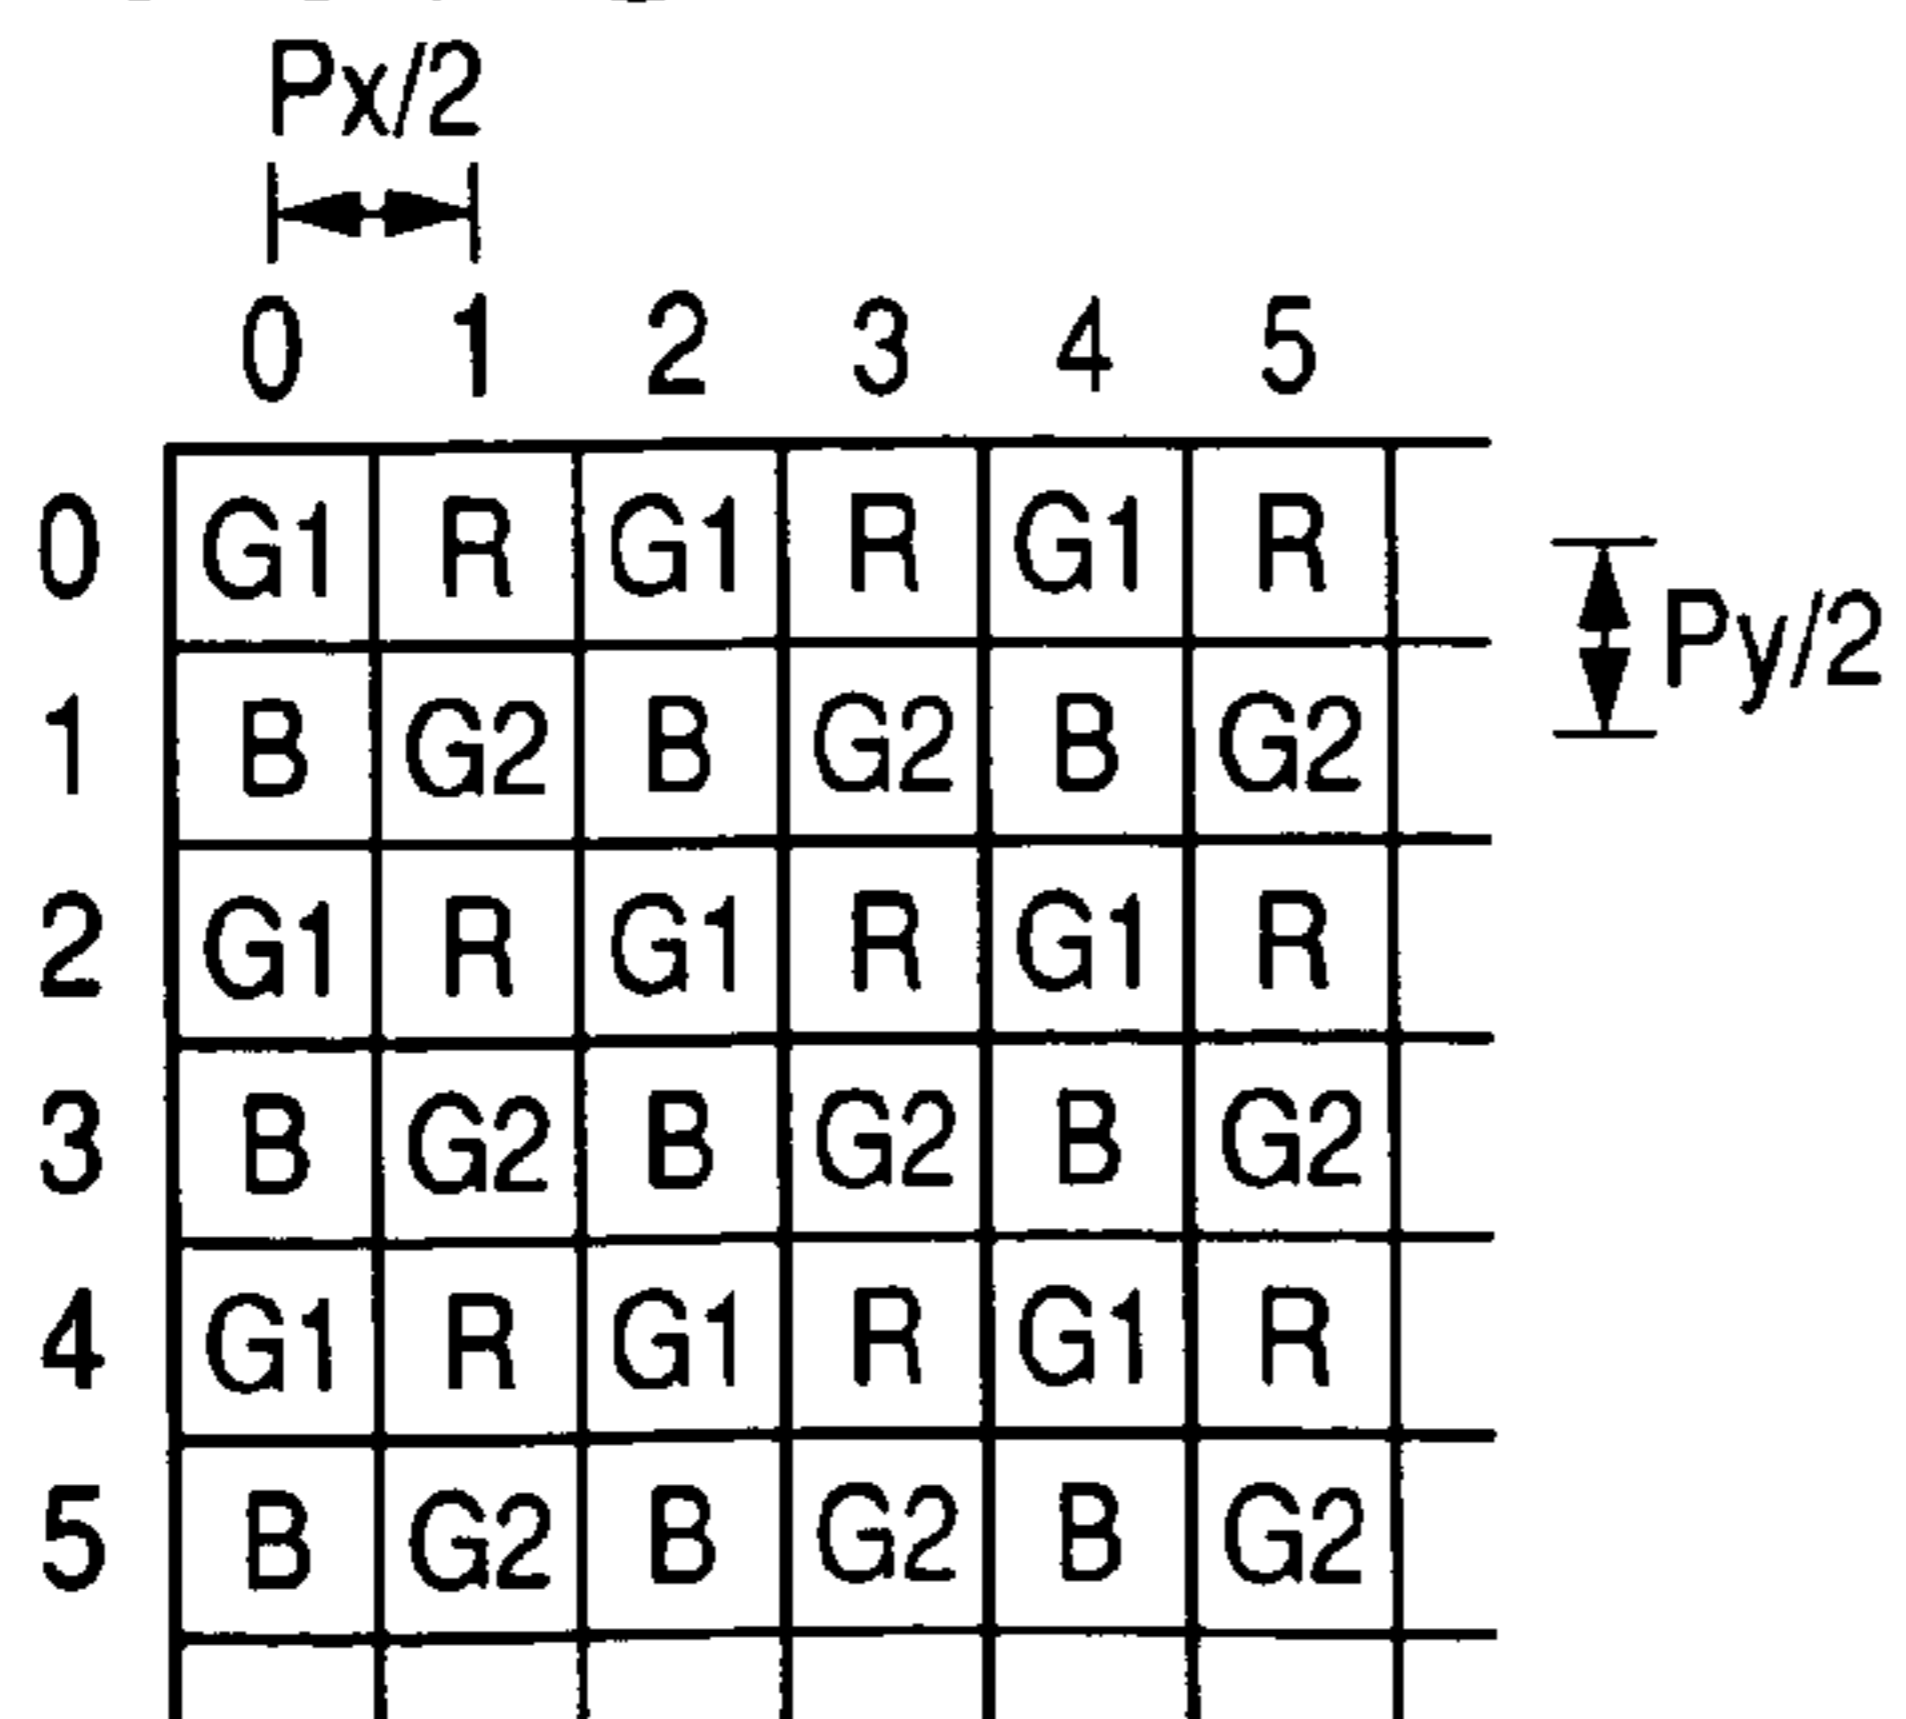 Px/2
0 1 2 3 4 5
0 G1 R G1 R G1 R
Py/2
1 B G2 B G2 B G2
2 G1 R G1 R G1 R
3 B G2 B G2 B G2
4 G1 R G1 R G1 R
5 B G2 B G2 B G2